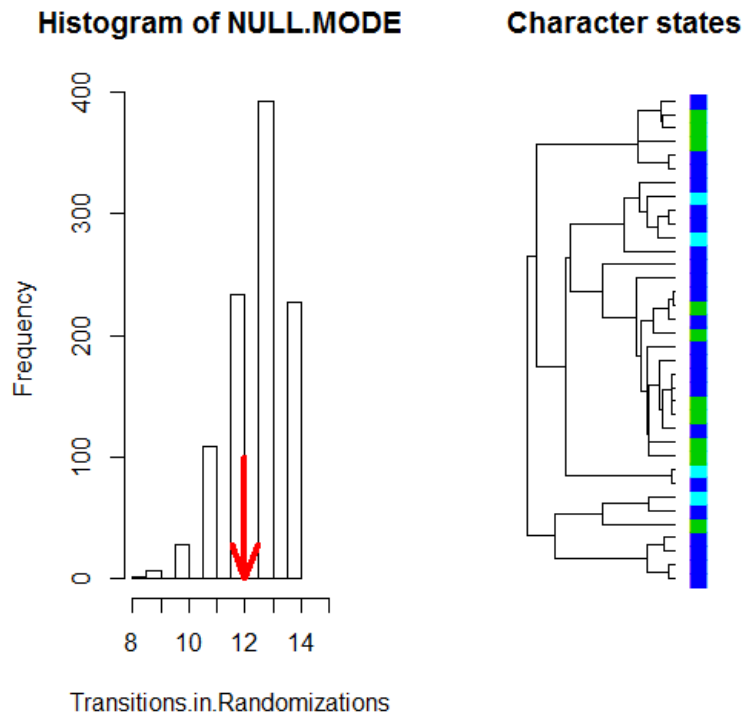 Histogram of NULL.MODE
Character states
400
300
200
100
0
Frequency
8 10 12 14
Transitions.in.Randomizations